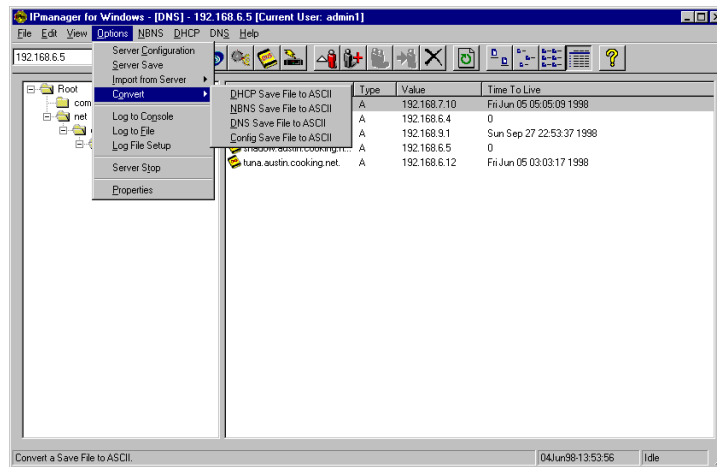 IPmanager for Windows - [DNS] - 192.168.6.5 [Current User: admin1]
File Edit View Options NBNS DHCP DNS Help
192.168.6.5
Server Configuration
Server Save
Import from Server
Convert
Log to Console
Log to File
Log File Setup
Server Stop
Properties
DHCP Save File to ASCII
NBNS Save File to ASCII
DNS Save File to ASCII
Config Save File to ASCII
Root
com
net
Type Value Time To Live
A 192.168.7.10 Fri Jun 05 05:05:09 1998
A 192.168.6.4 0
A 192.168.9.1 Sun Sep 27 22:53:37 1998
shadow.austin.cooking.n... A 192.168.6.5 0
tuna.austin.cooking.net. A 192.168.6.12 Fri Jun 05 03:03:17 1998
Convert a Save File to ASCII. 04Jun98-13:53:56 Idle